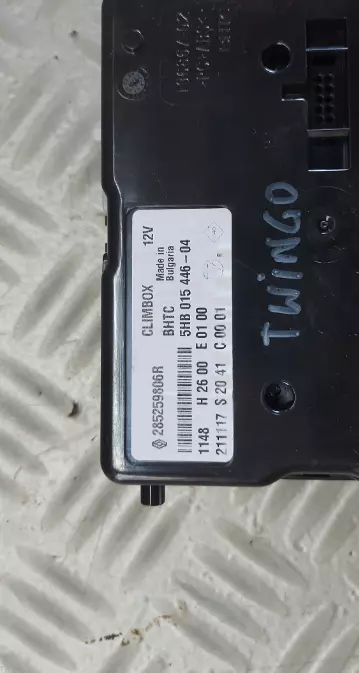 285259806R CLIMBOX 12V
BHTC Made in
Bulgaria
5HB 015 446-04
1148 H 26 00 E 01 00
211117 S 20 41 C 00 01
TWINGO